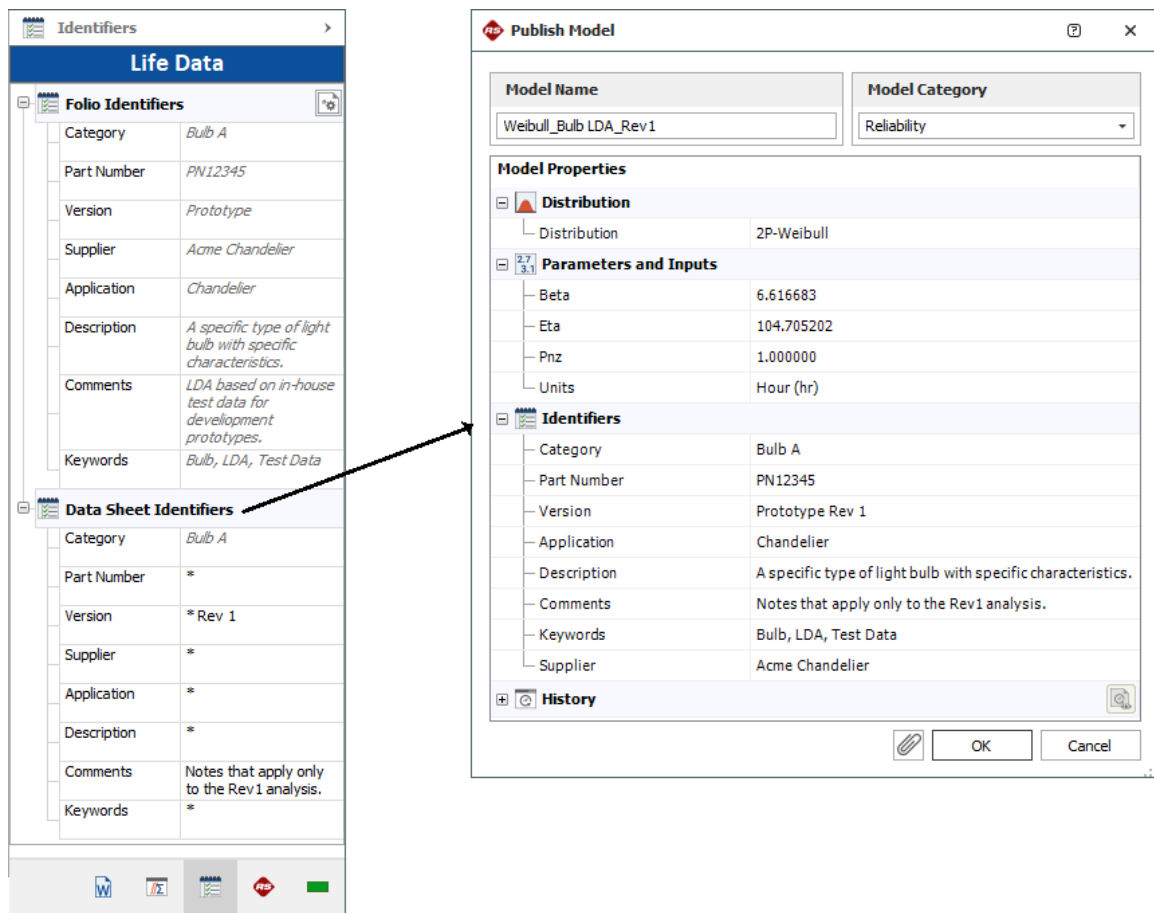 Identifiers
Life Data
Folio Identifiers
Category Bulb A
Part Number PN12345
Version Prototype
Supplier Acme Chandelier
Application Chandelier
Description A specific type of light
bulb with specific
characteristics.
Comments LDA based on in-house
test data for
development
prototypes.
Keywords Bulb, LDA, Test Data
Data Sheet Identifiers
Category Bulb A
Part Number *
Version * Rev 1
Supplier *
Application *
Description *
Comments Notes that apply only
to the Rev1 analysis.
Keywords *
W
Σ
RS
RS Publish Model
Model Name
Weibull_Bulb LDA_Rev1
Model Category
Reliability
Model Properties
Distribution
Distribution 2P-Weibull
2.7
3.1
Parameters and Inputs
Beta 6.616683
Eta 104.705202
Pnz 1.000000
Units Hour (hr)
Identifiers
Category Bulb A
Part Number PN12345
Version Prototype Rev 1
Application Chandelier
Description A specific type of light bulb with specific characteristics.
Comments Notes that apply only to the Rev1 analysis.
Keywords Bulb, LDA, Test Data
Supplier Acme Chandelier
History
OK Cancel